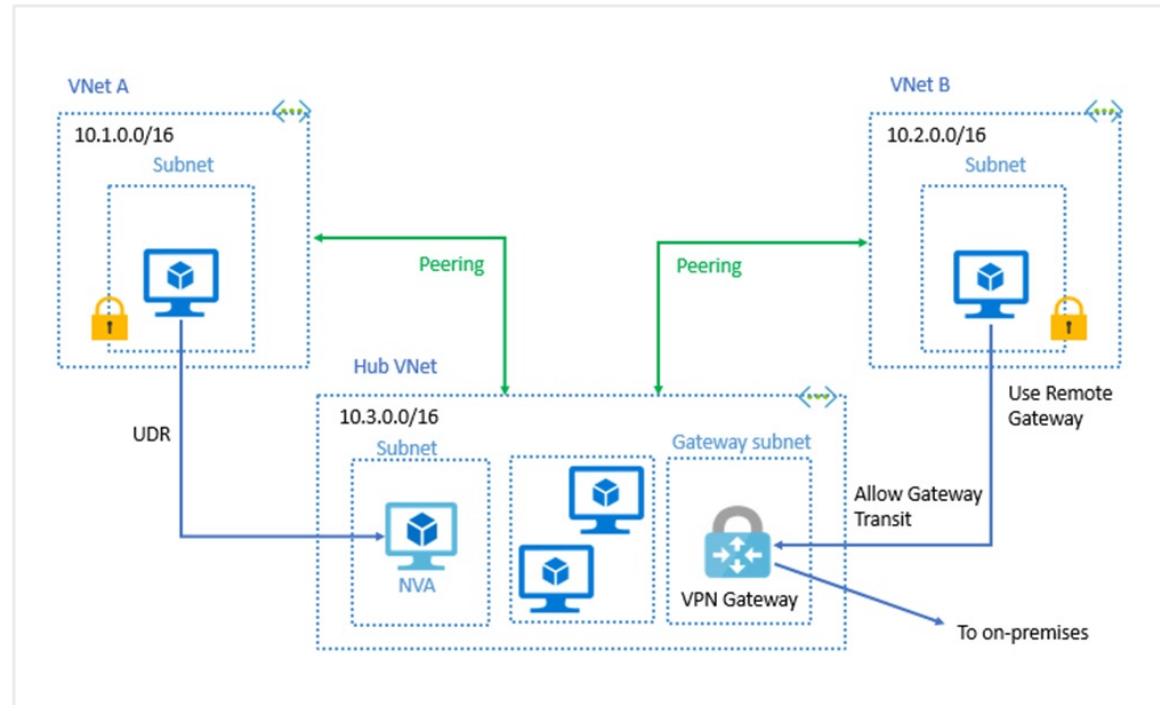 VNet A
10.1.0.0/16
Subnet
VNet B
10.2.0.0/16
Subnet
Peering
Peering
UDR
Hub VNet
10.3.0.0/16
Subnet
NVA
Gateway subnet
VPN Gateway
Use Remote
Gateway
Allow Gateway
Transit
To on-premises